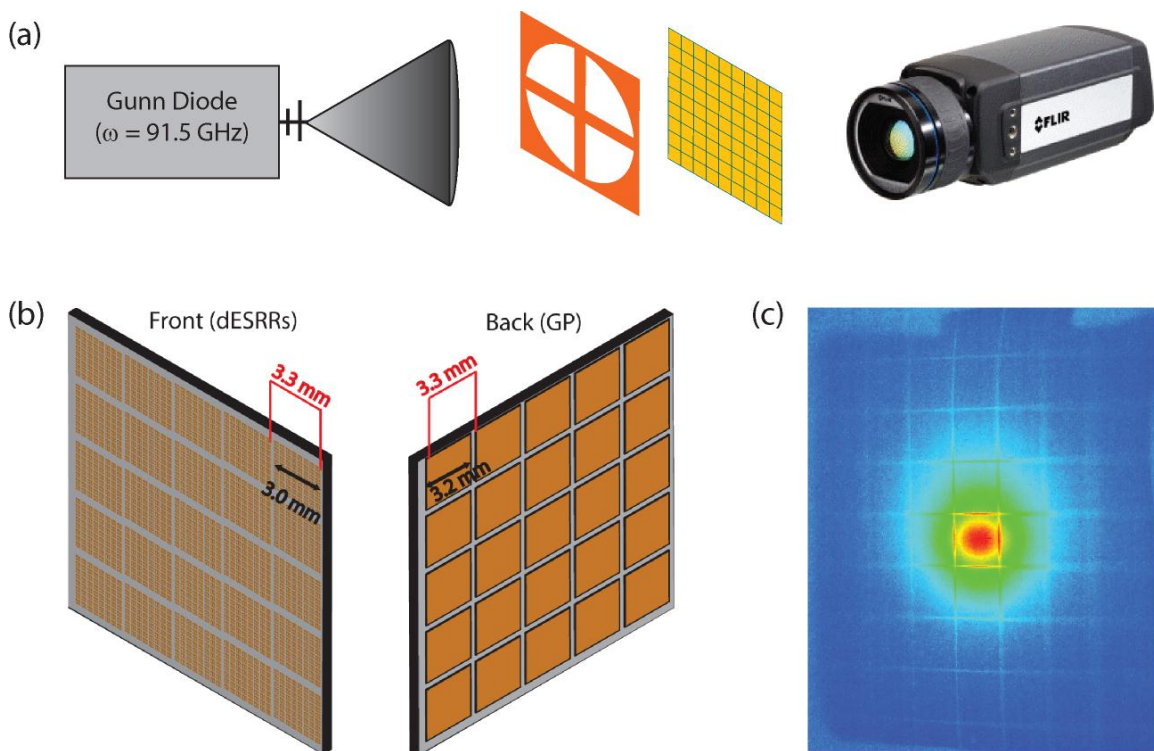 (a)
Gunn Diode
(ω = 91.5 GHz)
FLIR
(b)
Front (dESRRs)
3.3 mm
3.0 mm
Back (GP)
3.3 mm
3.2 mm
(c)